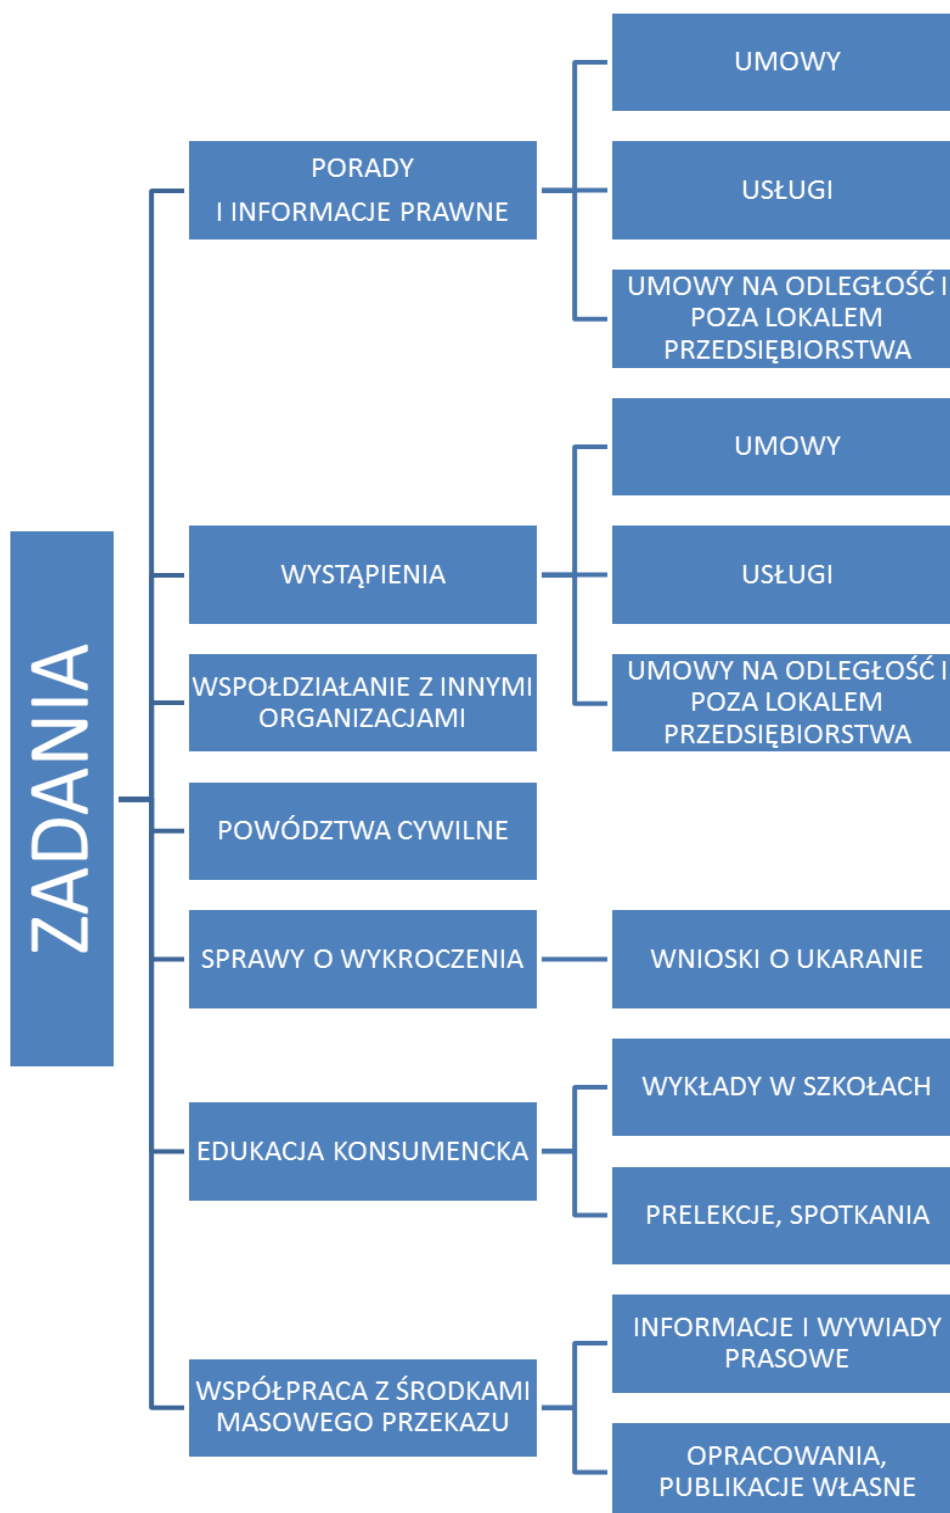 ZADANIA
PORADY
I INFORMACJE PRAWNE
UMOWY
USŁUGI
UMOWY NA ODLEGŁOŚĆ I
POZA LOKALEM
PRZEDSIĘBIORSTWA
WYSTĄPIENIA
UMOWY
USŁUGI
UMOWY NA ODLEGŁOŚĆ I
POZA LOKALEM
PRZEDSIĘBIORSTWA
WSPOŁDZIAŁANIE Z INNYMI
ORGANIZACJAMI
POWÓDZTWA CYWILNE
SPRAWY O WYKROCZENIA
WNIOSKI O UKARANIE
EDUKACJA KONSUMENCKA
WYKŁADY W SZKOŁACH
PRELEKCJE, SPOTKANIA
WSPÓŁPRACA Z ŚRODKAMI
MASOWEGO PRZEKAZU
INFORMACJE I WYWIADY
PRASOWE
OPRACOWANIA,
PUBLIKACJE WŁASNE